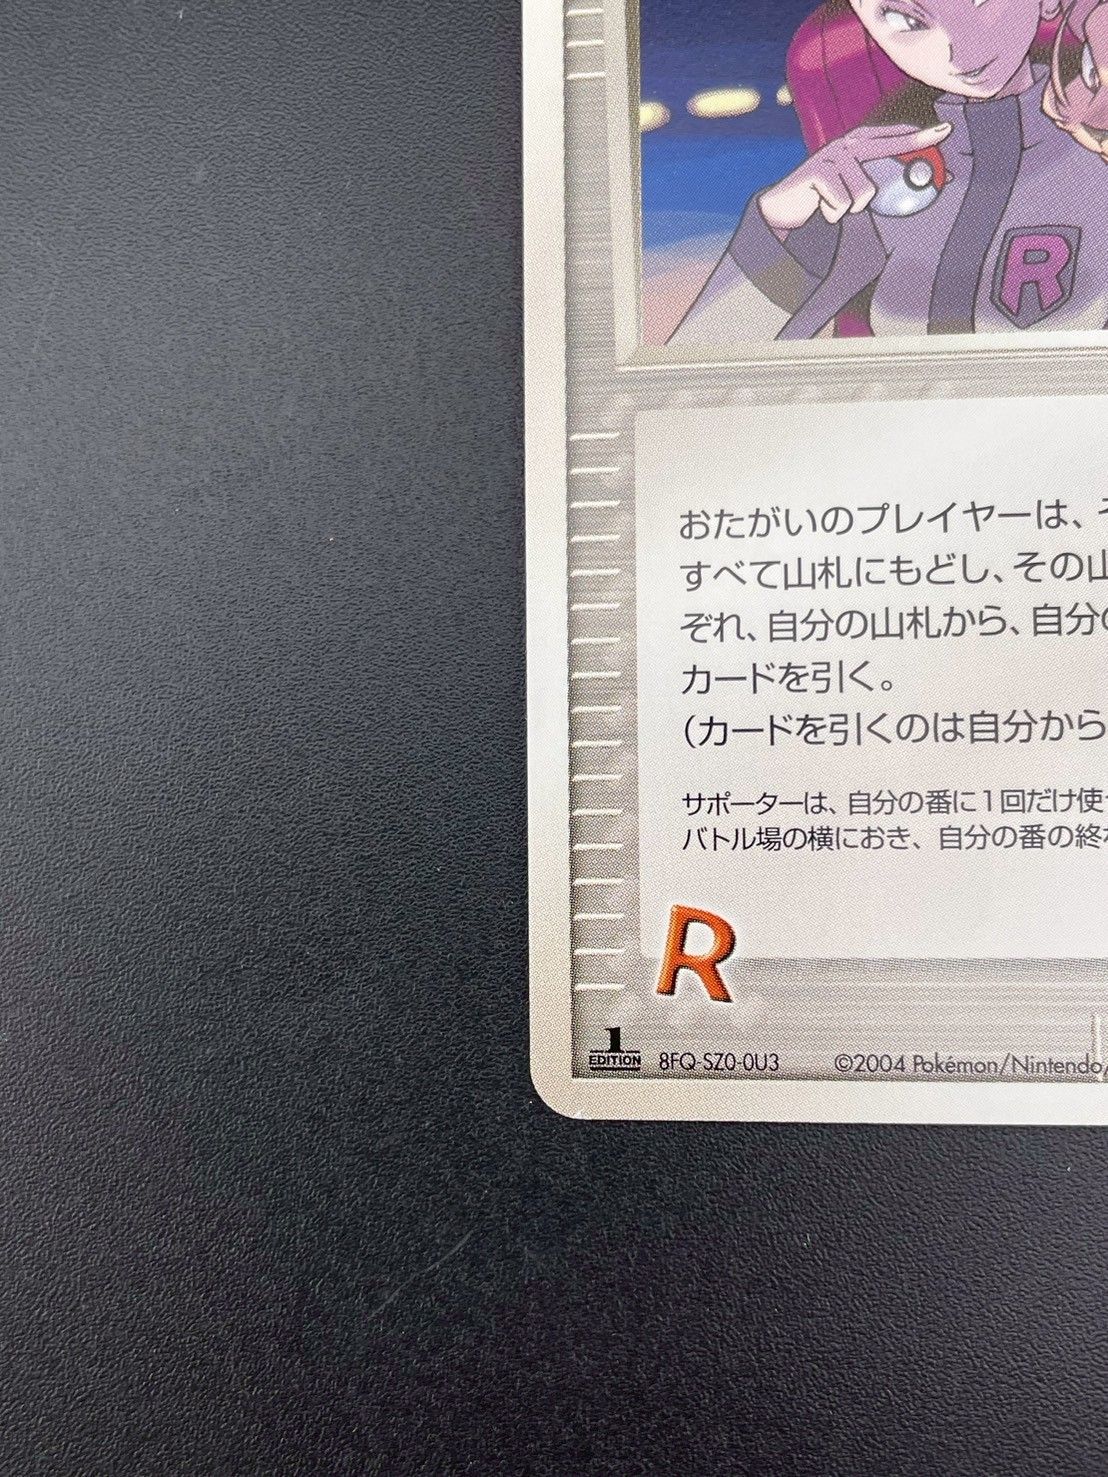 R
おたがいのプレイヤーは、そ
すべて山札にもどし、その山
ぞれ、自分の山札から、自分の
カードを引く。
(カードを引くのは自分から
サポーターは、自分の番に1回だけ使
バトル場の横におき、自分の番の終
R
1
EDITION 8FQ-SZ0-0U3 ©2004 Pokémon/Nintendo/